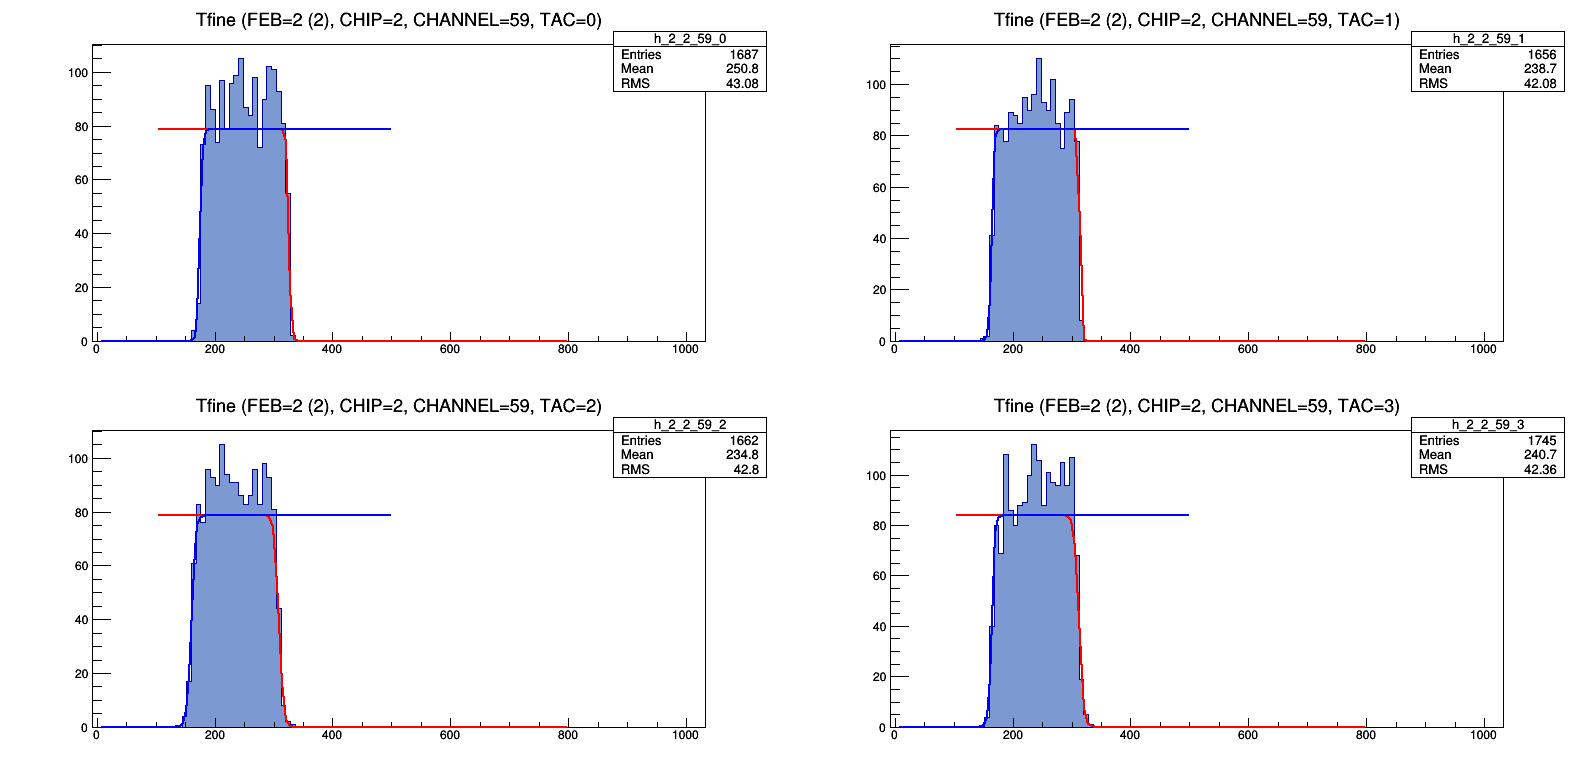 Tfine (FEB=2 (2), CHIP=2, CHANNEL=59, TAC=0)
h_2_2_59_0
Entries 1687
Mean 250.8
RMS 43.08
100
80
60
40
20
0
0 200 400 600 800 1000
Tfine (FEB=2 (2), CHIP=2, CHANNEL=59, TAC=1)
h_2_2_59_1
Entries 1656
Mean 238.7
RMS 42.08
100
80
60
40
20
0
0 200 400 600 800 1000
Tfine (FEB=2 (2), CHIP=2, CHANNEL=59, TAC=2)
h_2_2_59_2
Entries 1662
Mean 234.8
RMS 42.8
100
80
60
40
20
0
0 200 400 600 800 1000
Tfine (FEB=2 (2), CHIP=2, CHANNEL=59, TAC=3)
h_2_2_59_3
Entries 1745
Mean 240.7
RMS 42.36
100
80
60
40
20
0
0 200 400 600 800 1000